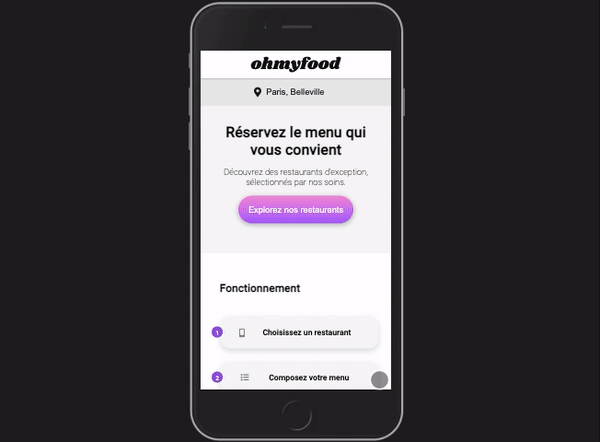 ohmyfood
Paris, Belleville
Réservez le menu qui
vous convient
Découvrez des restaurants d'exception,
sélectionnés par nos soins.
Explorez nos restaurants
Fonctionnement
1 Choisissez un restaurant
2 Composez votre menu